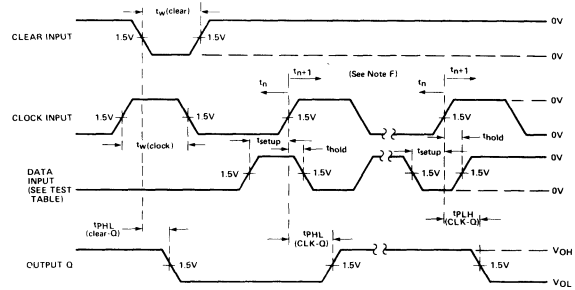 tw(clear)
0V
CLEAR INPUT
1.5V
1.5V
0V
tn+1
(See Note F)
tn+1
tn
tn
0V
CLOCK INPUT
1.5V
1.5V
1.5V
1.5V
0V
tw(clock)
tsetup
thold
tsetup
thold
0V
DATA
INPUT
(SEE TEST
TABLE)
1.5V
1.5V
1.5V
1.5V
0V
tPHL
(clear-Q)
tPHL
(CLK-Q)
tPLH
(CLK-Q)
VOH
OUTPUT Q
1.5V
1.5V
1.5V
VOL